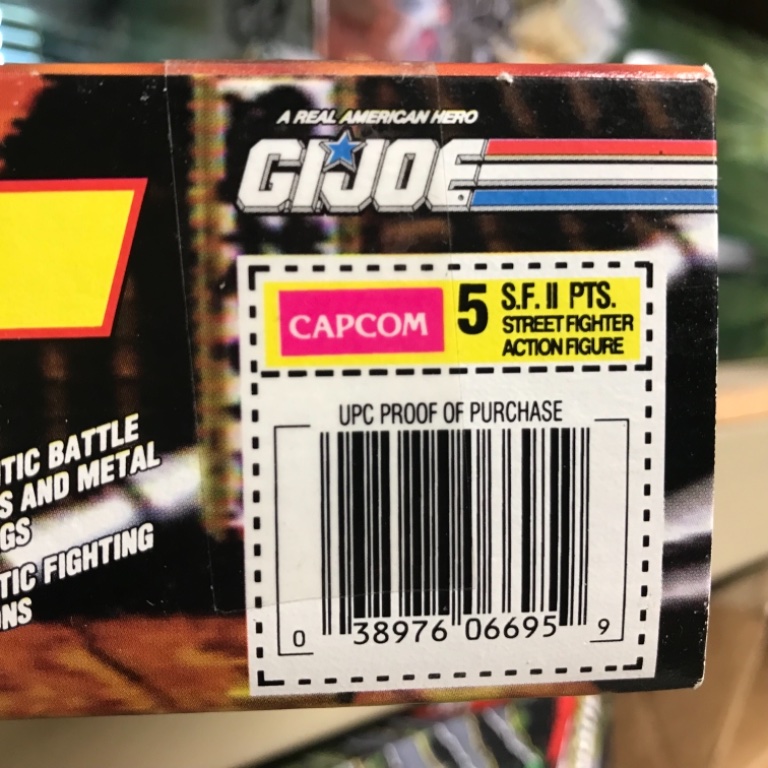 A REAL AMERICAN HERO
G.I.JOE
CAPCOM
5
S.F. II PTS.
STREET FIGHTER
ACTION FIGURE
UPC PROOF OF PURCHASE
0 38976 06695 9
BATTLE
AND METAL
FIGHTING